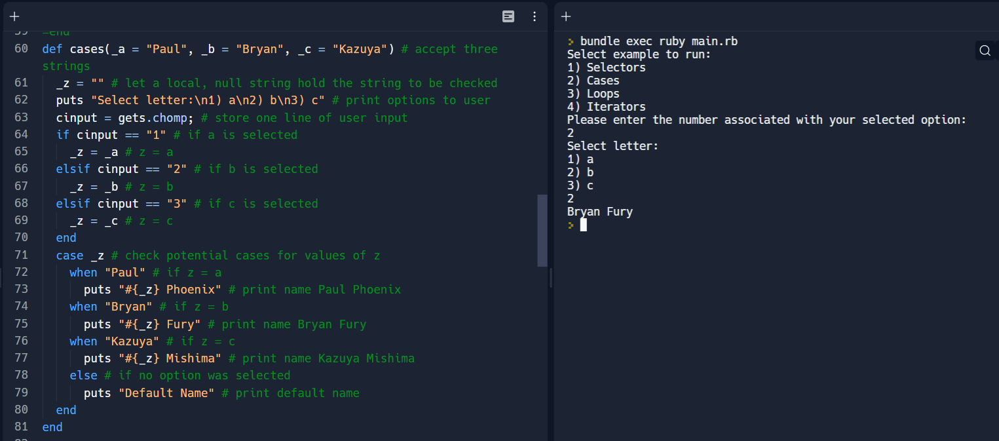 59 =end
60 def cases(_a = "Paul", _b = "Bryan", _c = "Kazuya") # accept three
strings
61 _z = "" # let a local, null string hold the string to be checked
62 puts "Select letter:\n1) a\n2) b\n3) c" # print options to user
63 cinput = gets.chomp; # store one line of user input
64 if cinput == "1" # if a is selected
65 _z = _a # z = a
66 elsif cinput == "2" # if b is selected
67 _z = _b # z = b
68 elsif cinput == "3" # if c is selected
69 _z = _c # z = c
70 end
71 case _z # check potential cases for values of z
72 when "Paul" # if z = a
73 puts "#{_z} Phoenix" # print name Paul Phoenix
74 when "Bryan" # if z = b
75 puts "#{_z} Fury" # print name Bryan Fury
76 when "Kazuya" # if z = c
77 puts "#{_z} Mishima" # print name Kazuya Mishima
78 else # if no option was selected
79 puts "Default Name" # print default name
80 end
81 end
bundle exec ruby main.rb
Select example to run:
1) Selectors
2) Cases
3) Loops
4) Iterators
Please enter the number associated with your selected option:
2
Select letter:
1) a
2) b
3) c
2
Bryan Fury